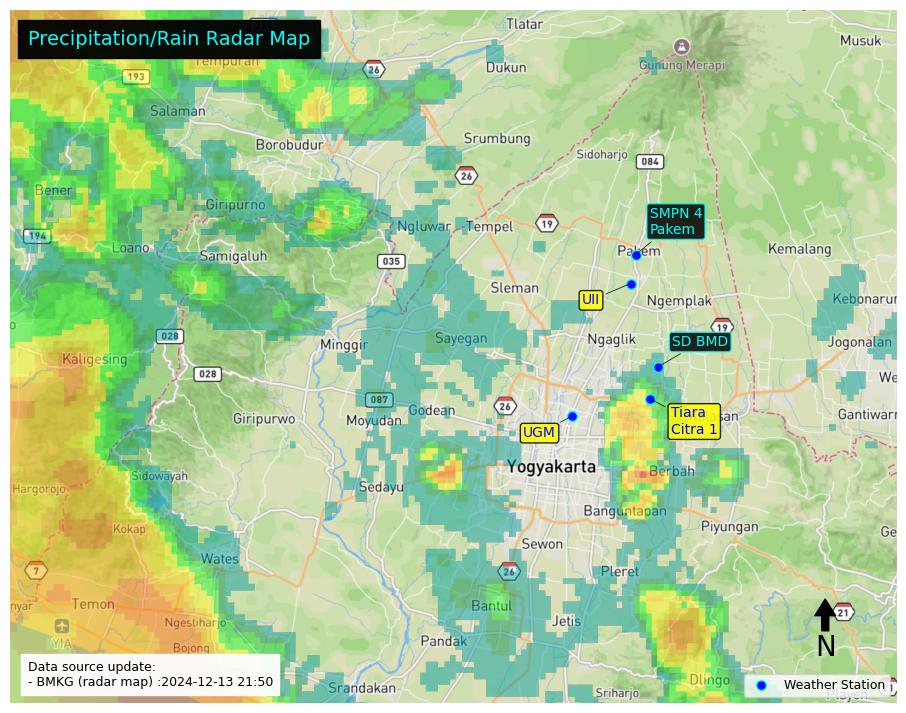 Precipitation/Rain Radar Map
Tlatar
Musuk
26
Tempuran
193
Dukun
Gunung Merapi
Salaman
Borobudur
Srumbung
Sidoharjo
084
26
Bener
Giripurno
SMPN 4
Pakem
194
Loano
Samigaluh
Ngluwar
Tempel
19
Pakem
Kemalang
035
Sleman
UII
Ngemplak
Kebonarum
028
Kaligesing
Minggir
Sayegan
Ngaglik
19
SD BMD
Jogonalan
028
087
Giripurwo
Moyudan
Godean
26
UGM
Tiara
Citra 1
Gantiwarn
Yogyakarta
Berbah
Sidowayah
Hargorojo
Sedayu
Banguntapan
Kokap
Piyungan
Sewon
Wates
7
26
Pleret
Temon
Bantul
21
Ngestiharjo
Jetis
YIA
Bojong
Pandak
N
Data source update:
- BMKG (radar map) :2024-12-13 21:50
Srandakan
Sriharjo
Dlingo
Weather Station